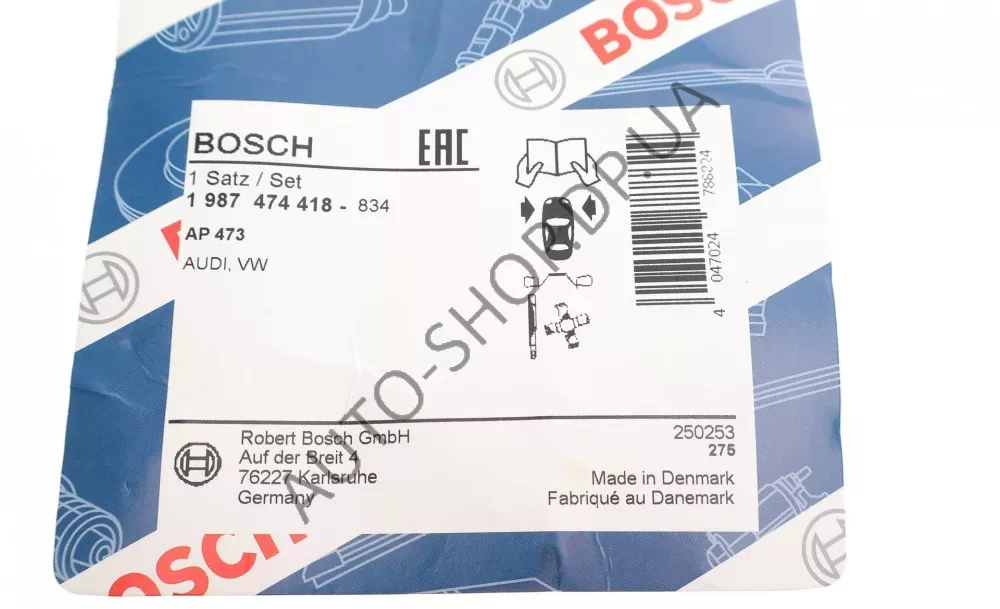 BOSCH
BOSCH
EAC
1 Satz / Set
1 987 474 418 - 834
AP 473
AUDI, VW
4 047024 786224
AUTO-SHOP.DP.UA
Robert Bosch GmbH
Auf der Breit 4
76227 Karlsruhe
Germany
250253
275
Made in Denmark
Fabriqué au Danemark
BOSCH